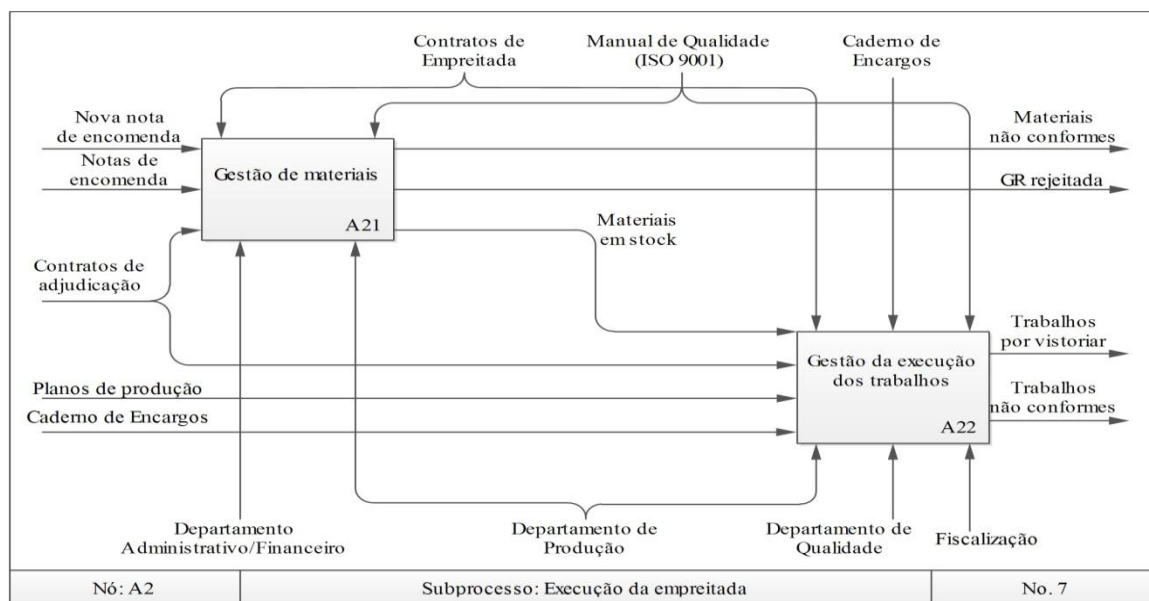 Contratos de
Empreitada
Manual de Qualidade
(ISO 9001)
Caderno de
Encargos
Nova nota
de encomenda
Notas de
encomenda
Gestão de materiais
A21
Materiais
não conformes
GR rejeitada
Materiais
em stock
Contratos de
adjudicação
Planos de produção
Caderno de Encargos
Gestão da execução
dos trabalhos
A22
Trabalhos
por vistoriar
Trabalhos
não conformes
Departamento
Administrativo/Financeiro
Departamento de
Produção
Departamento de
Qualidade
Fiscalização
Nó: A2
Subprocesso: Execução da empreitada
No. 7